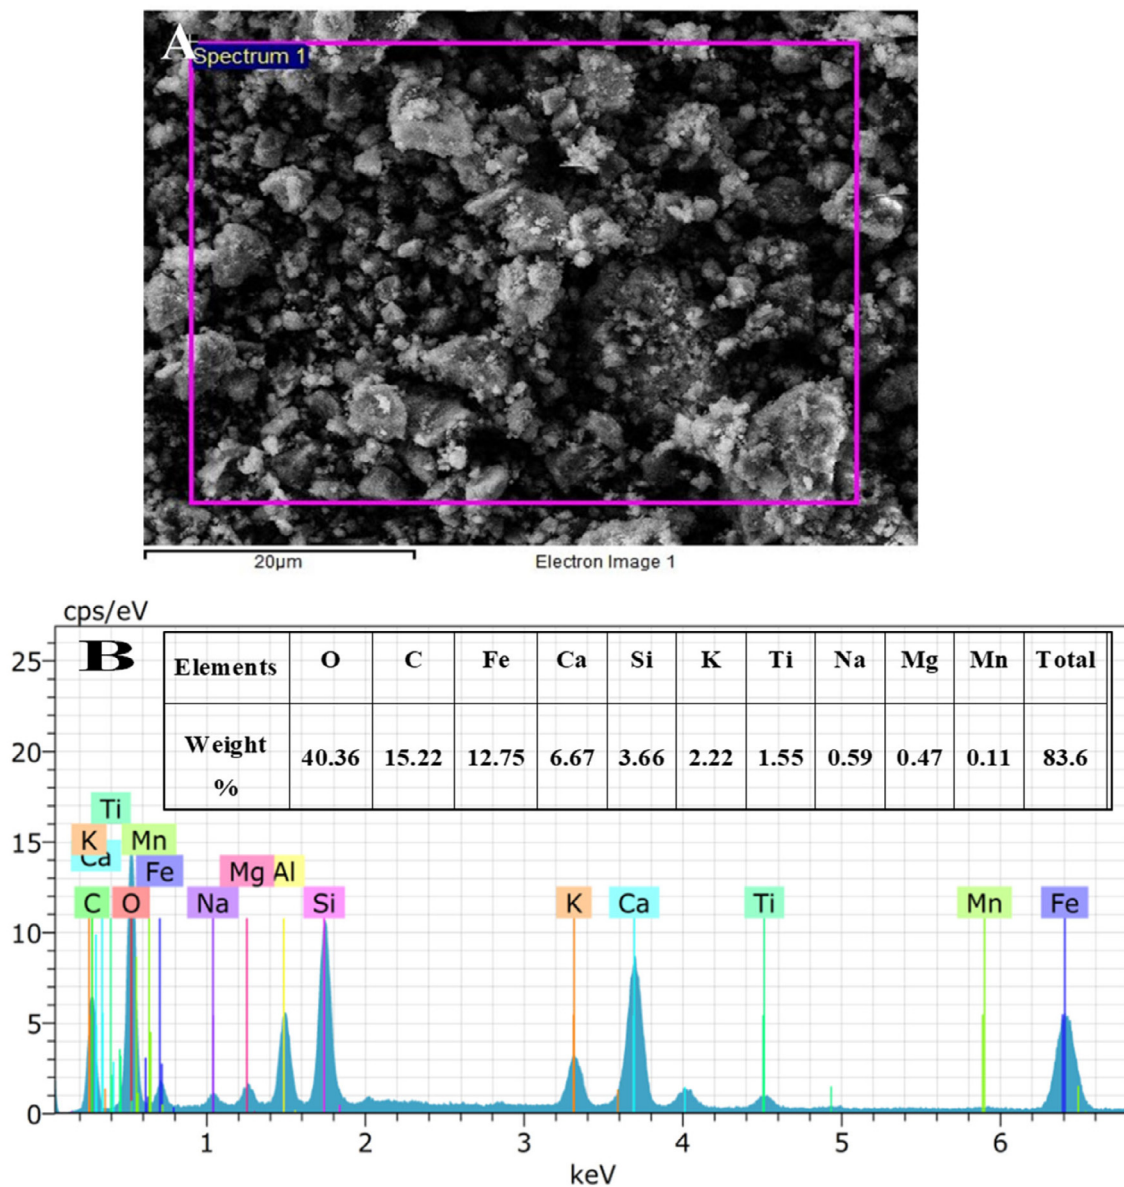 A
Spectrum 1
20μm
Electron Image 1
cps/eV
B
Elements O C Fe Ca Si K Ti Na Mg Mn Total
Weight % 40.36 15.22 12.75 6.67 3.66 2.22 1.55 0.59 0.47 0.11 83.6
25
20
15
10
5
0
Ti
K Mn
Ca Fe Mg Al
C O Na Si K Ca Ti Mn Fe
1 2 3 4 5 6
keV